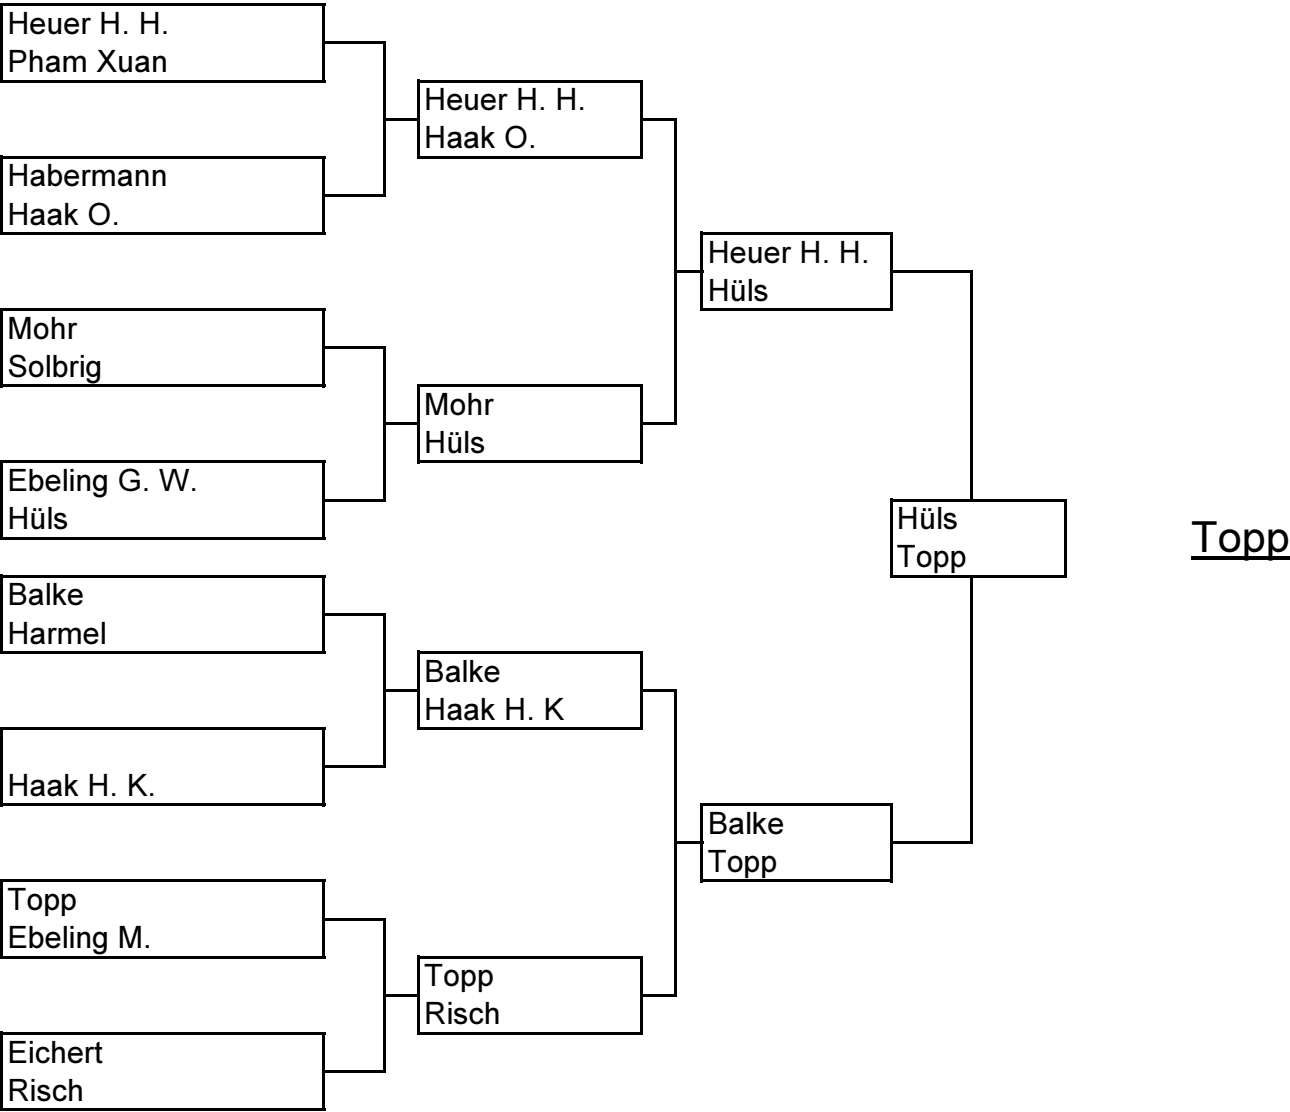 Heuer H. H.
Pham Xuan
Habermann
Haak O.
Mohr
Solbrig
Ebeling G. W.
Hüls
Balke
Harmel
Haak H. K.
Topp
Ebeling M.
Eichert
Risch
Heuer H. H.
Haak O.
Mohr
Hüls
Balke
Haak H. K
Topp
Risch
Heuer H. H.
Hüls
Balke
Topp
Hüls
Topp
Topp